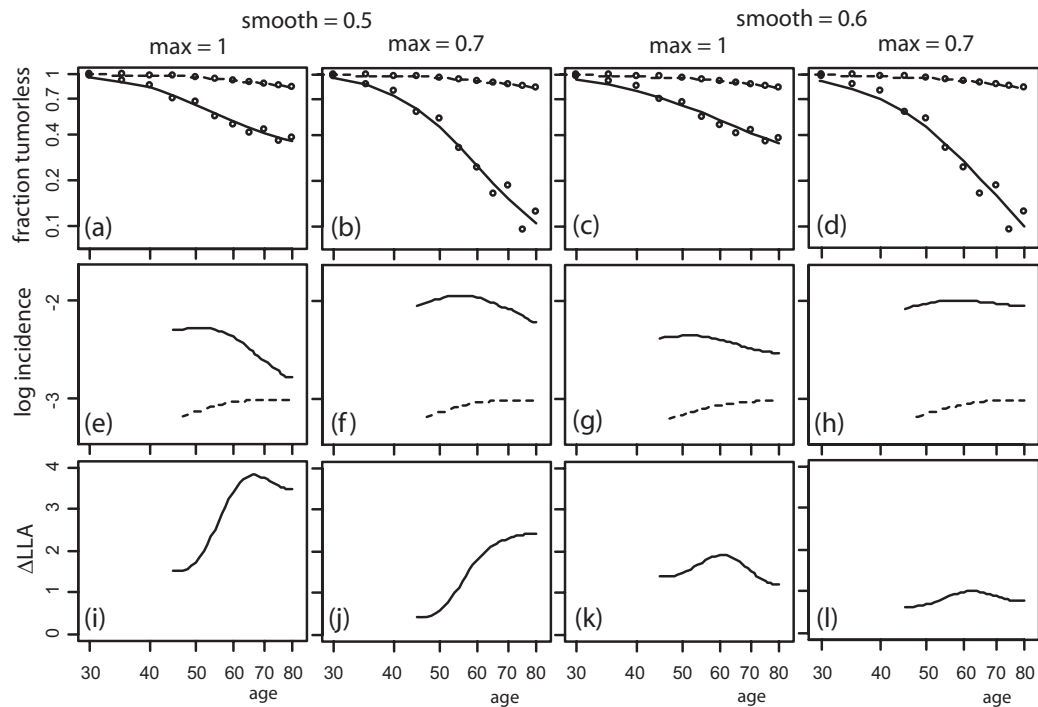 smooth = 0.5 smooth = 0.6
max = 1 max = 0.7 max = 1 max = 0.7
fraction tumorless
1
0.7
0.4
0.2
0.1
(a) (b) (c) (d)
log incidence
-2
-3
(e) (f) (g) (h)
ΔLLA
4
3
2
1
0
(i) (j) (k) (l)
30 40 50 60 70 80 30 40 50 60 70 80 30 40 50 60 70 80 30 40 50 60 70 80
age age age age